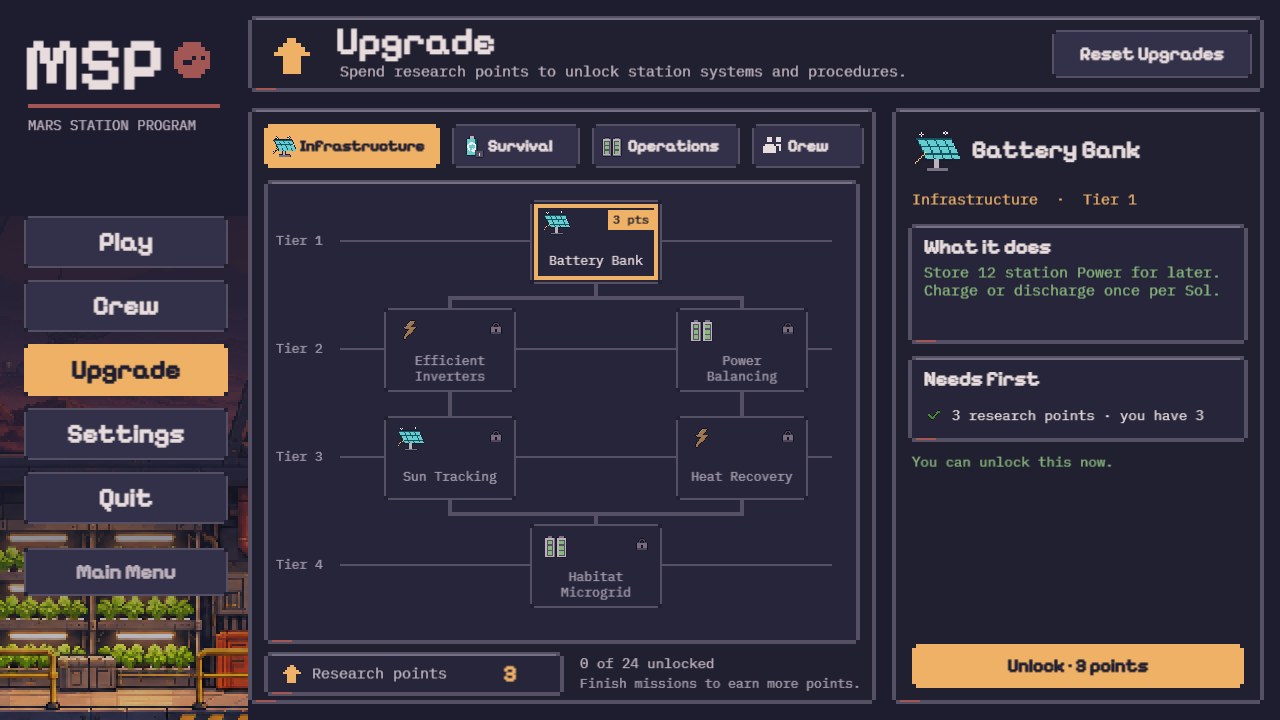 MSP
MARS STATION PROGRAM
Play
Crew
Upgrade
Settings
Quit
Main Menu
Upgrade
Spend research points to unlock station systems and procedures.
Reset Upgrades
Infrastructure
Survival
Operations
Crew
Tier 1
3 pts
Battery Bank
Tier 2
Efficient
Inverters
Power
Balancing
Tier 3
Sun Tracking
Heat Recovery
Tier 4
Habitat
Microgrid
Research points 3
0 of 24 unlocked
Finish missions to earn more points.
Battery Bank
Infrastructure · Tier 1
What it does
Store 12 station Power for later.
Charge or discharge once per Sol.
Needs first
✓ 3 research points · you have 3
You can unlock this now.
Unlock · 3 points